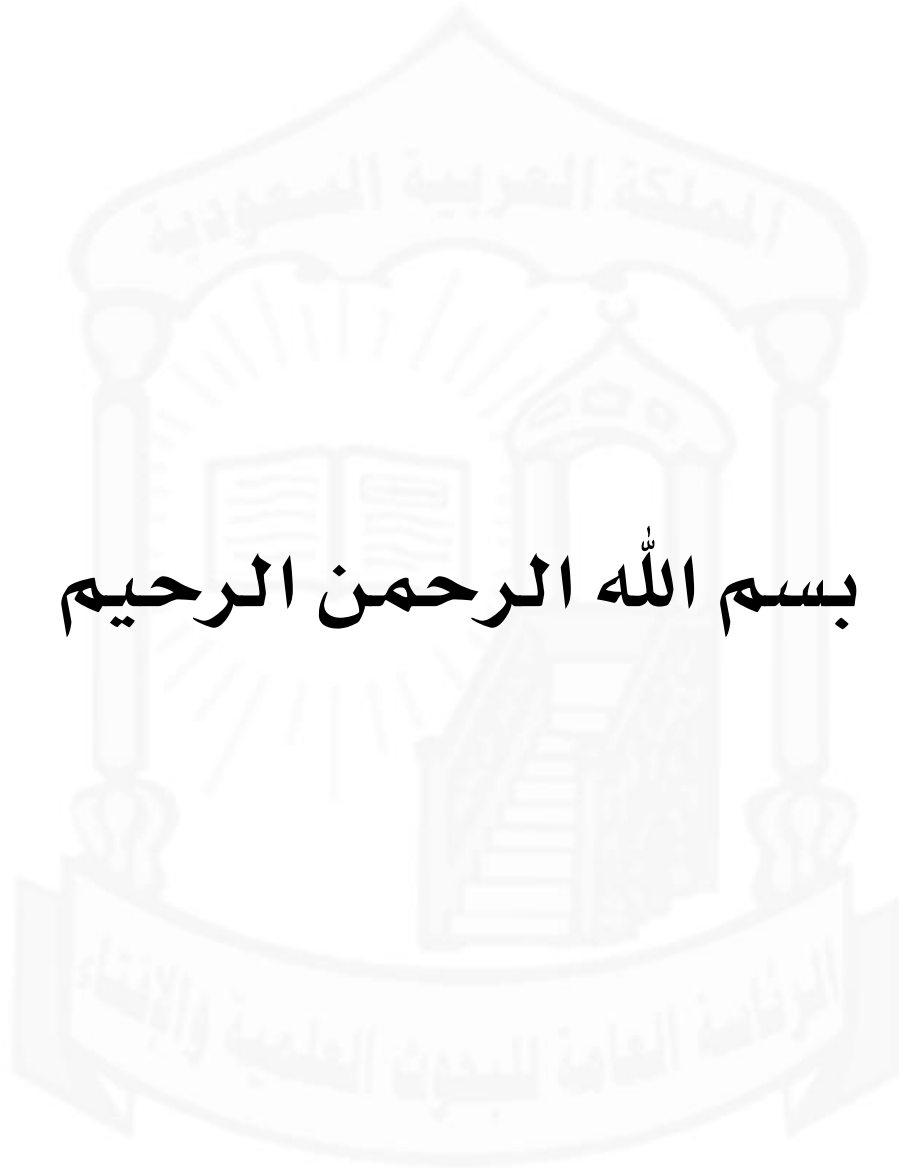 المملكة العربية السعودية
بسم الله الرحمن الرحيم
الرئاسة العامة للبحوث العلمية والإفتاء